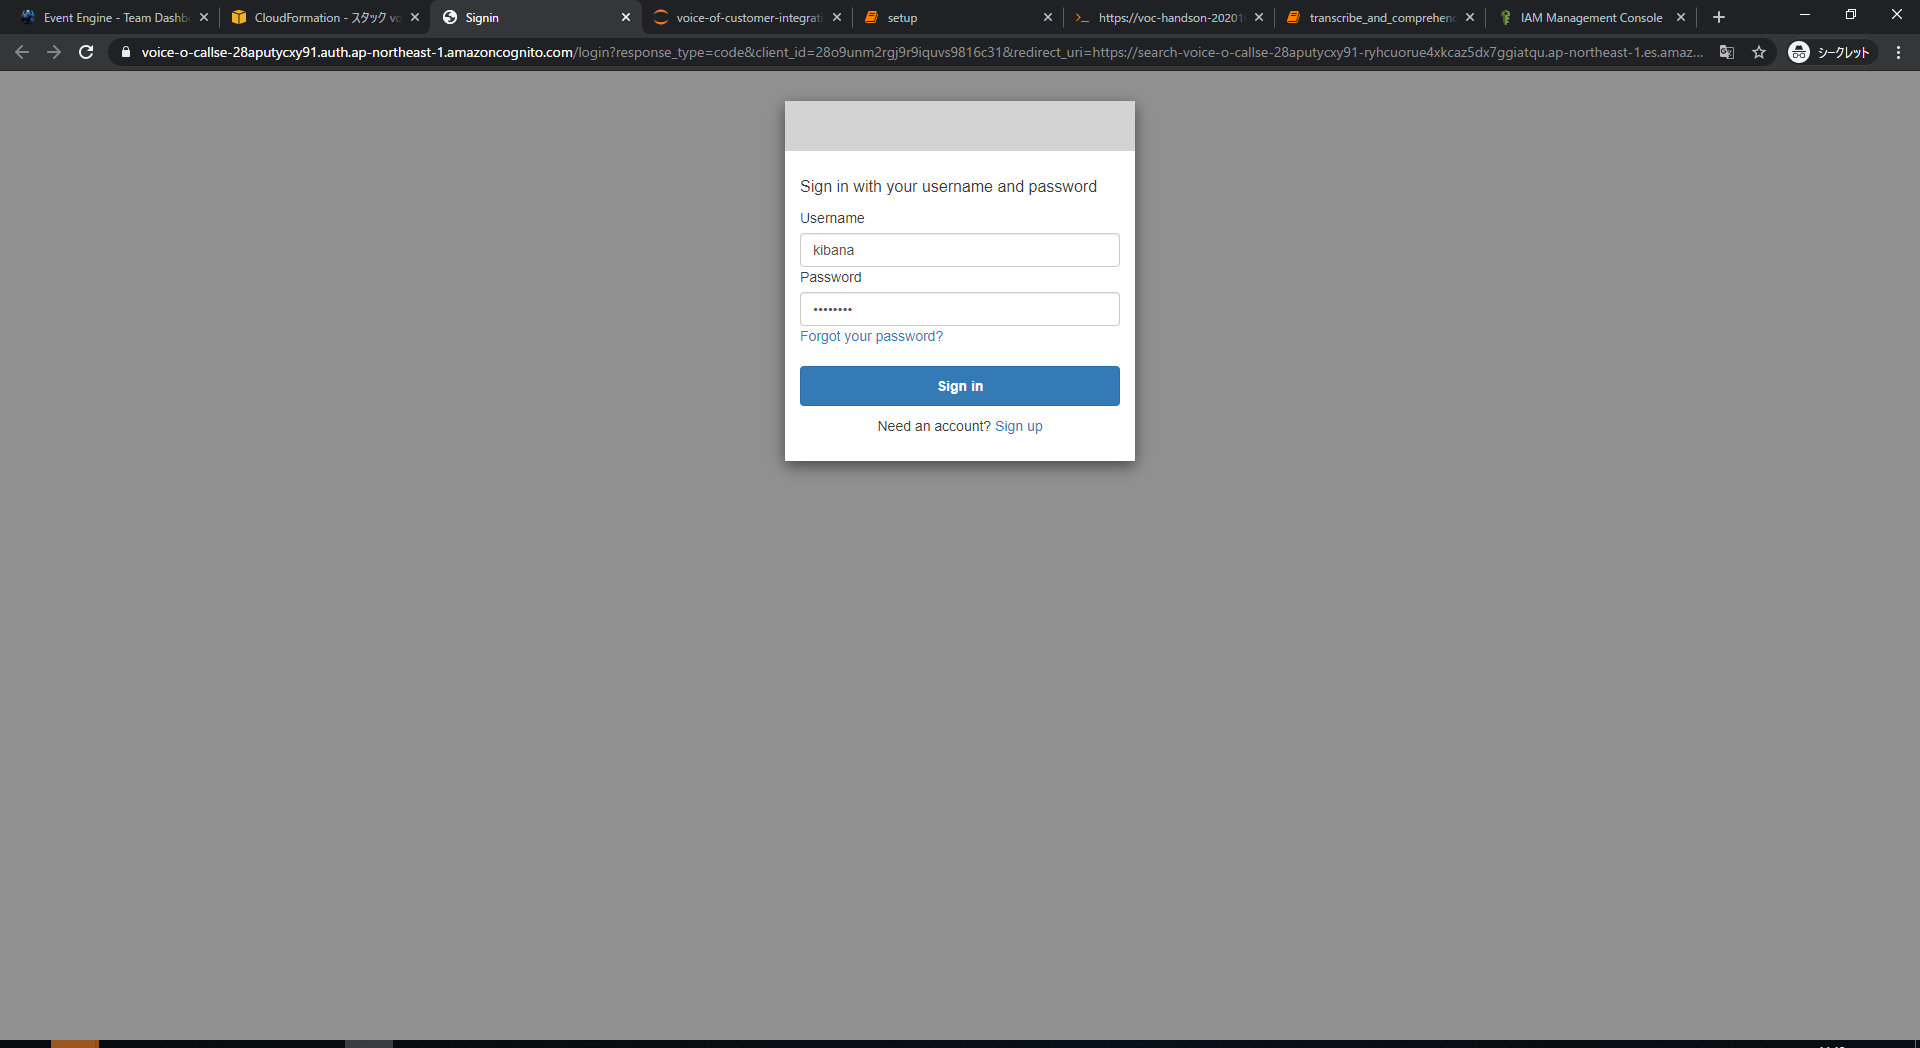 Event Engine - Team Dashb
CloudFormation - スタック vo
Signin
voice-of-customer-integrati
setup
https://voc-handson-20201
transcribe_and_comprehen
IAM Management Console
voice-o-callse-28aputycxy91.auth.ap-northeast-1.amazoncognito.com/login?response_type=code&client_id=28o9unm2rgj9r9iquvs9816c31&redirect_uri=https://search-voice-o-callse-28aputycxy91-ryhcuorue4xkcaz5dx7ggiatqu.ap-northeast-1.es.amaz...
シークレット
Sign in with your username and password
Username
kibana
Password
••••••••
Forgot your password?
Sign in
Need an account? Sign up